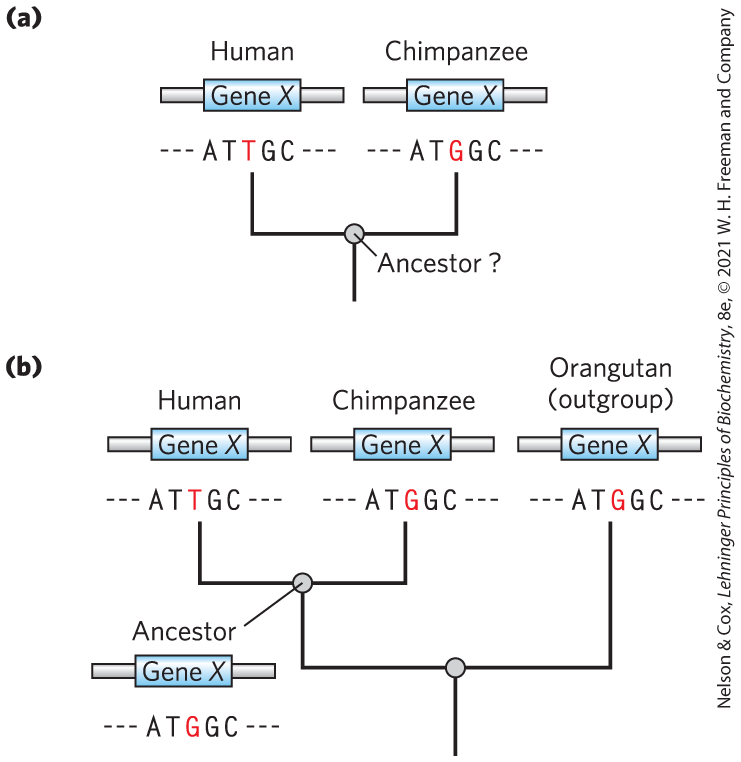 (a)
Human Chimpanzee
Gene X Gene X
--- ATTGC --- --- ATGGC ---
Ancestor ?
(b)
Orangutan
(outgroup)
Human Chimpanzee
Gene X Gene X Gene X
--- ATTGC --- --- ATGGC --- --- ATGGC ---
Ancestor
Gene X
--- ATGGC ---
Nelson & Cox, Lehninger Principles of Biochemistry, 8e, © 2021 W. H. Freeman and Company